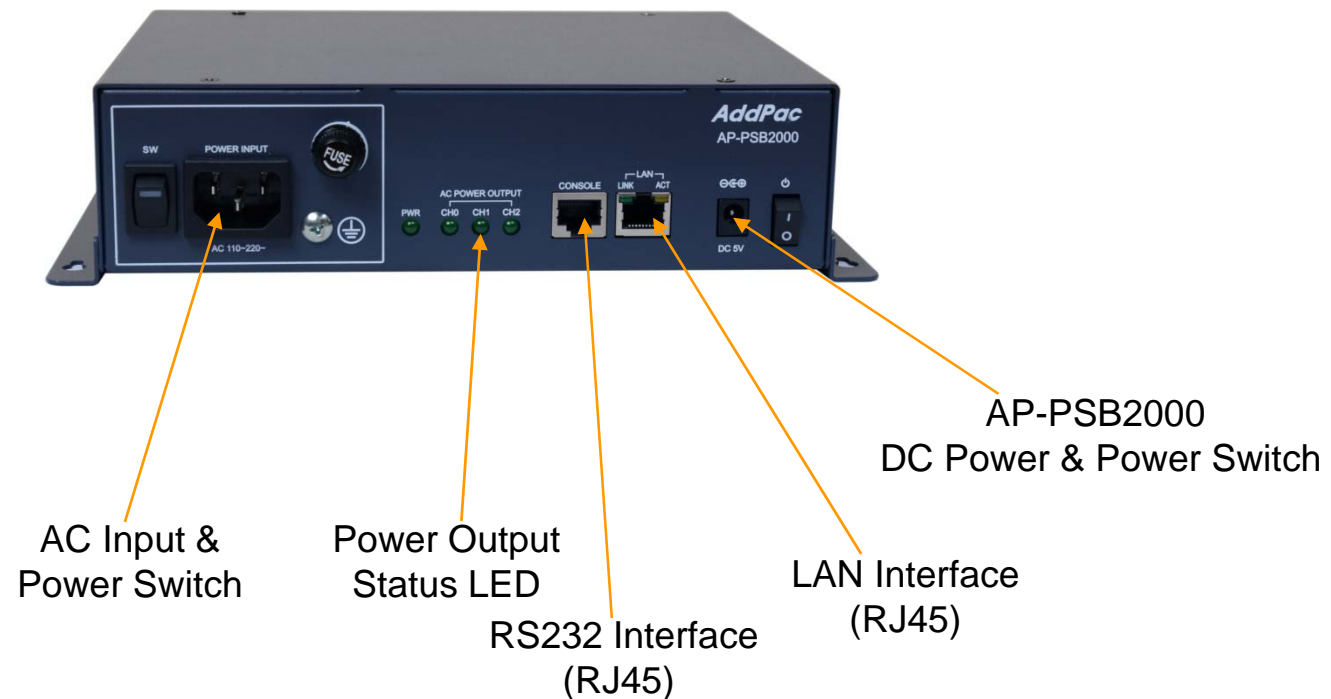 AddPac
AP-PSB2000
SW
POWER INPUT
FUSE
AC 110~220~
PWR
AC POWER OUTPUT
CH0 CH1 CH2
CONSOLE
LAN
LINK ACT
DC 5V
I
O
AP-PSB2000
DC Power & Power Switch
AC Input &
Power Switch
Power Output
Status LED
LAN Interface
(RJ45)
RS232 Interface
(RJ45)